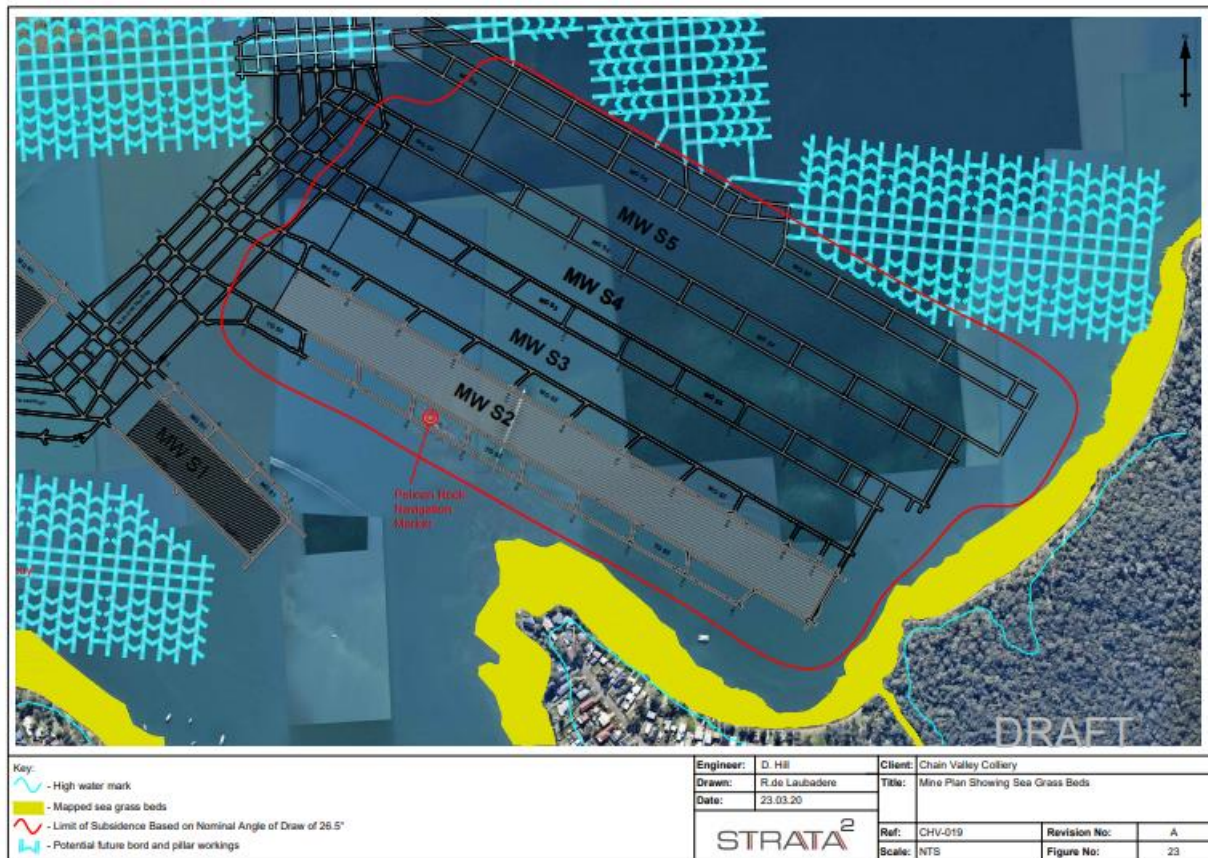 MW S5
MW S4
MW S3
MW S2
MW S1
Pelican Rock
Navigation
Marker
DRAFT
Key:
- High water mark
- Mapped sea grass beds
- Limit of Subsidence Based on Nominal Angle of Draw of 26.5°
- Potential future bord and pillar workings
Engineer: D. Hill
Drawn: R.de Laubadere
Date: 23.03.20
STRATA²
Client: Chain Valley Colliery
Title: Mine Plan Showing Sea Grass Beds
Ref: CHV-019 Revision No: A
Scale: NTS Figure No: 23